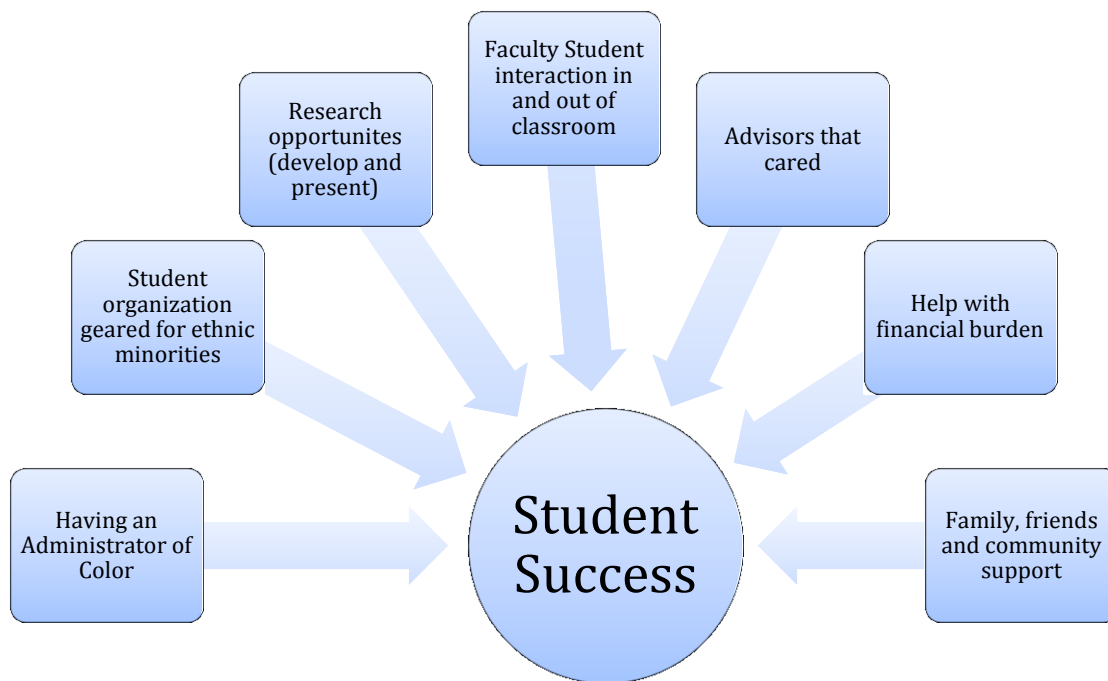 Faculty Student
interaction in
and out of
classroom
Research
opportunites
(develop and
present)
Advisors that
cared
Student
organization
geared for ethnic
minorities
Help with
financial burden
Having an
Administrator of
Color
Student
Success
Family, friends
and community
support